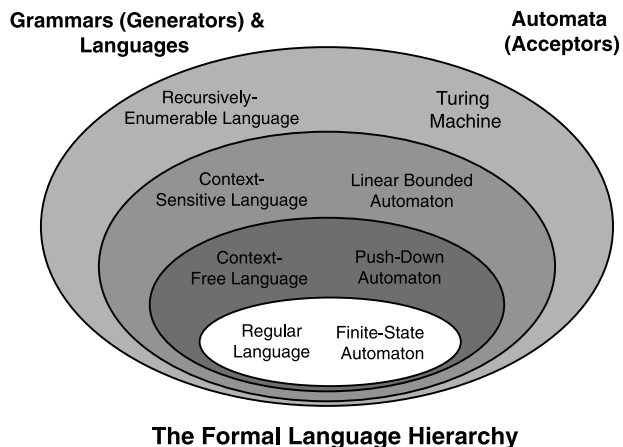 Grammars (Generators) &
Languages
Automata
(Acceptors)
Recursively-
Enumerable Language
Turing
Machine
Context-
Sensitive Language
Linear Bounded
Automaton
Context-
Free Language
Push-Down
Automaton
Regular
Language
Finite-State
Automaton
The Formal Language Hierarchy